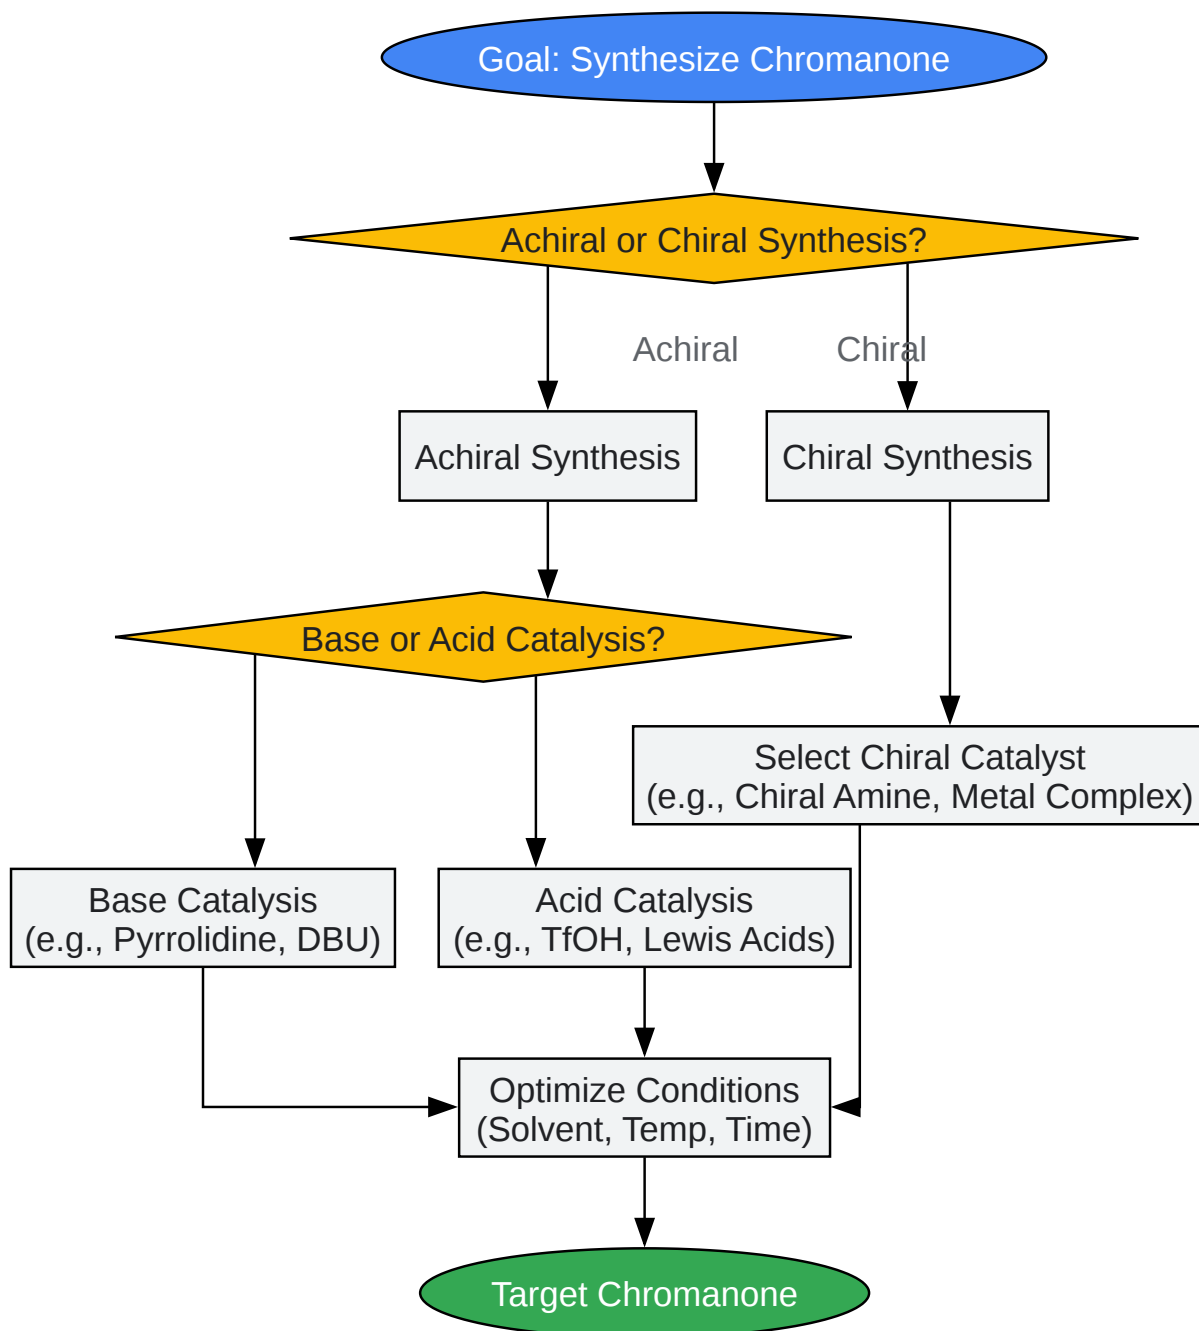 Goal: Synthesize Chromanone
Achiral or Chiral Synthesis?
Achiral
Chiral
Achiral Synthesis
Chiral Synthesis
Base or Acid Catalysis?
Select Chiral Catalyst
(e.g., Chiral Amine, Metal Complex)
Base Catalysis
(e.g., Pyrrolidine, DBU)
Acid Catalysis
(e.g., TfOH, Lewis Acids)
Optimize Conditions
(Solvent, Temp, Time)
Target Chromanone